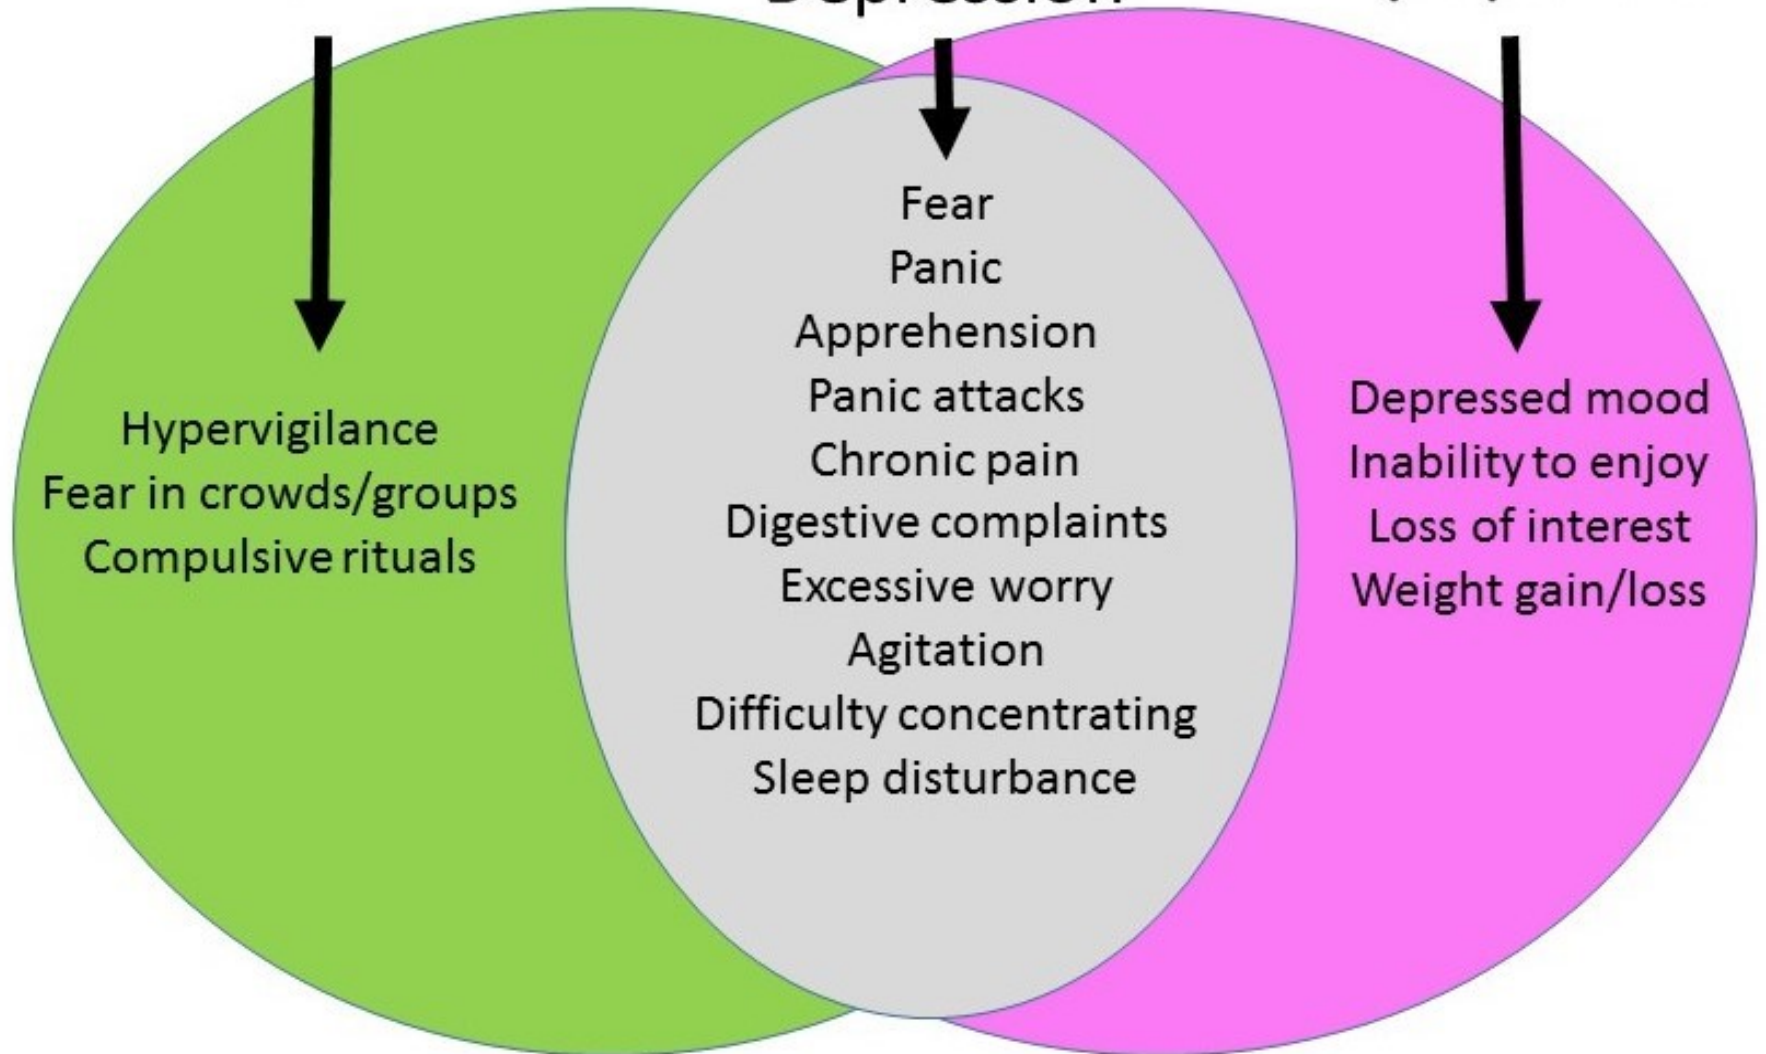 Depression
Hypervigilance
Fear in crowds/groups
Compulsive rituals
Fear
Panic
Apprehension
Panic attacks
Chronic pain
Digestive complaints
Excessive worry
Agitation
Difficulty concentrating
Sleep disturbance
Depressed mood
Inability to enjoy
Loss of interest
Weight gain/loss